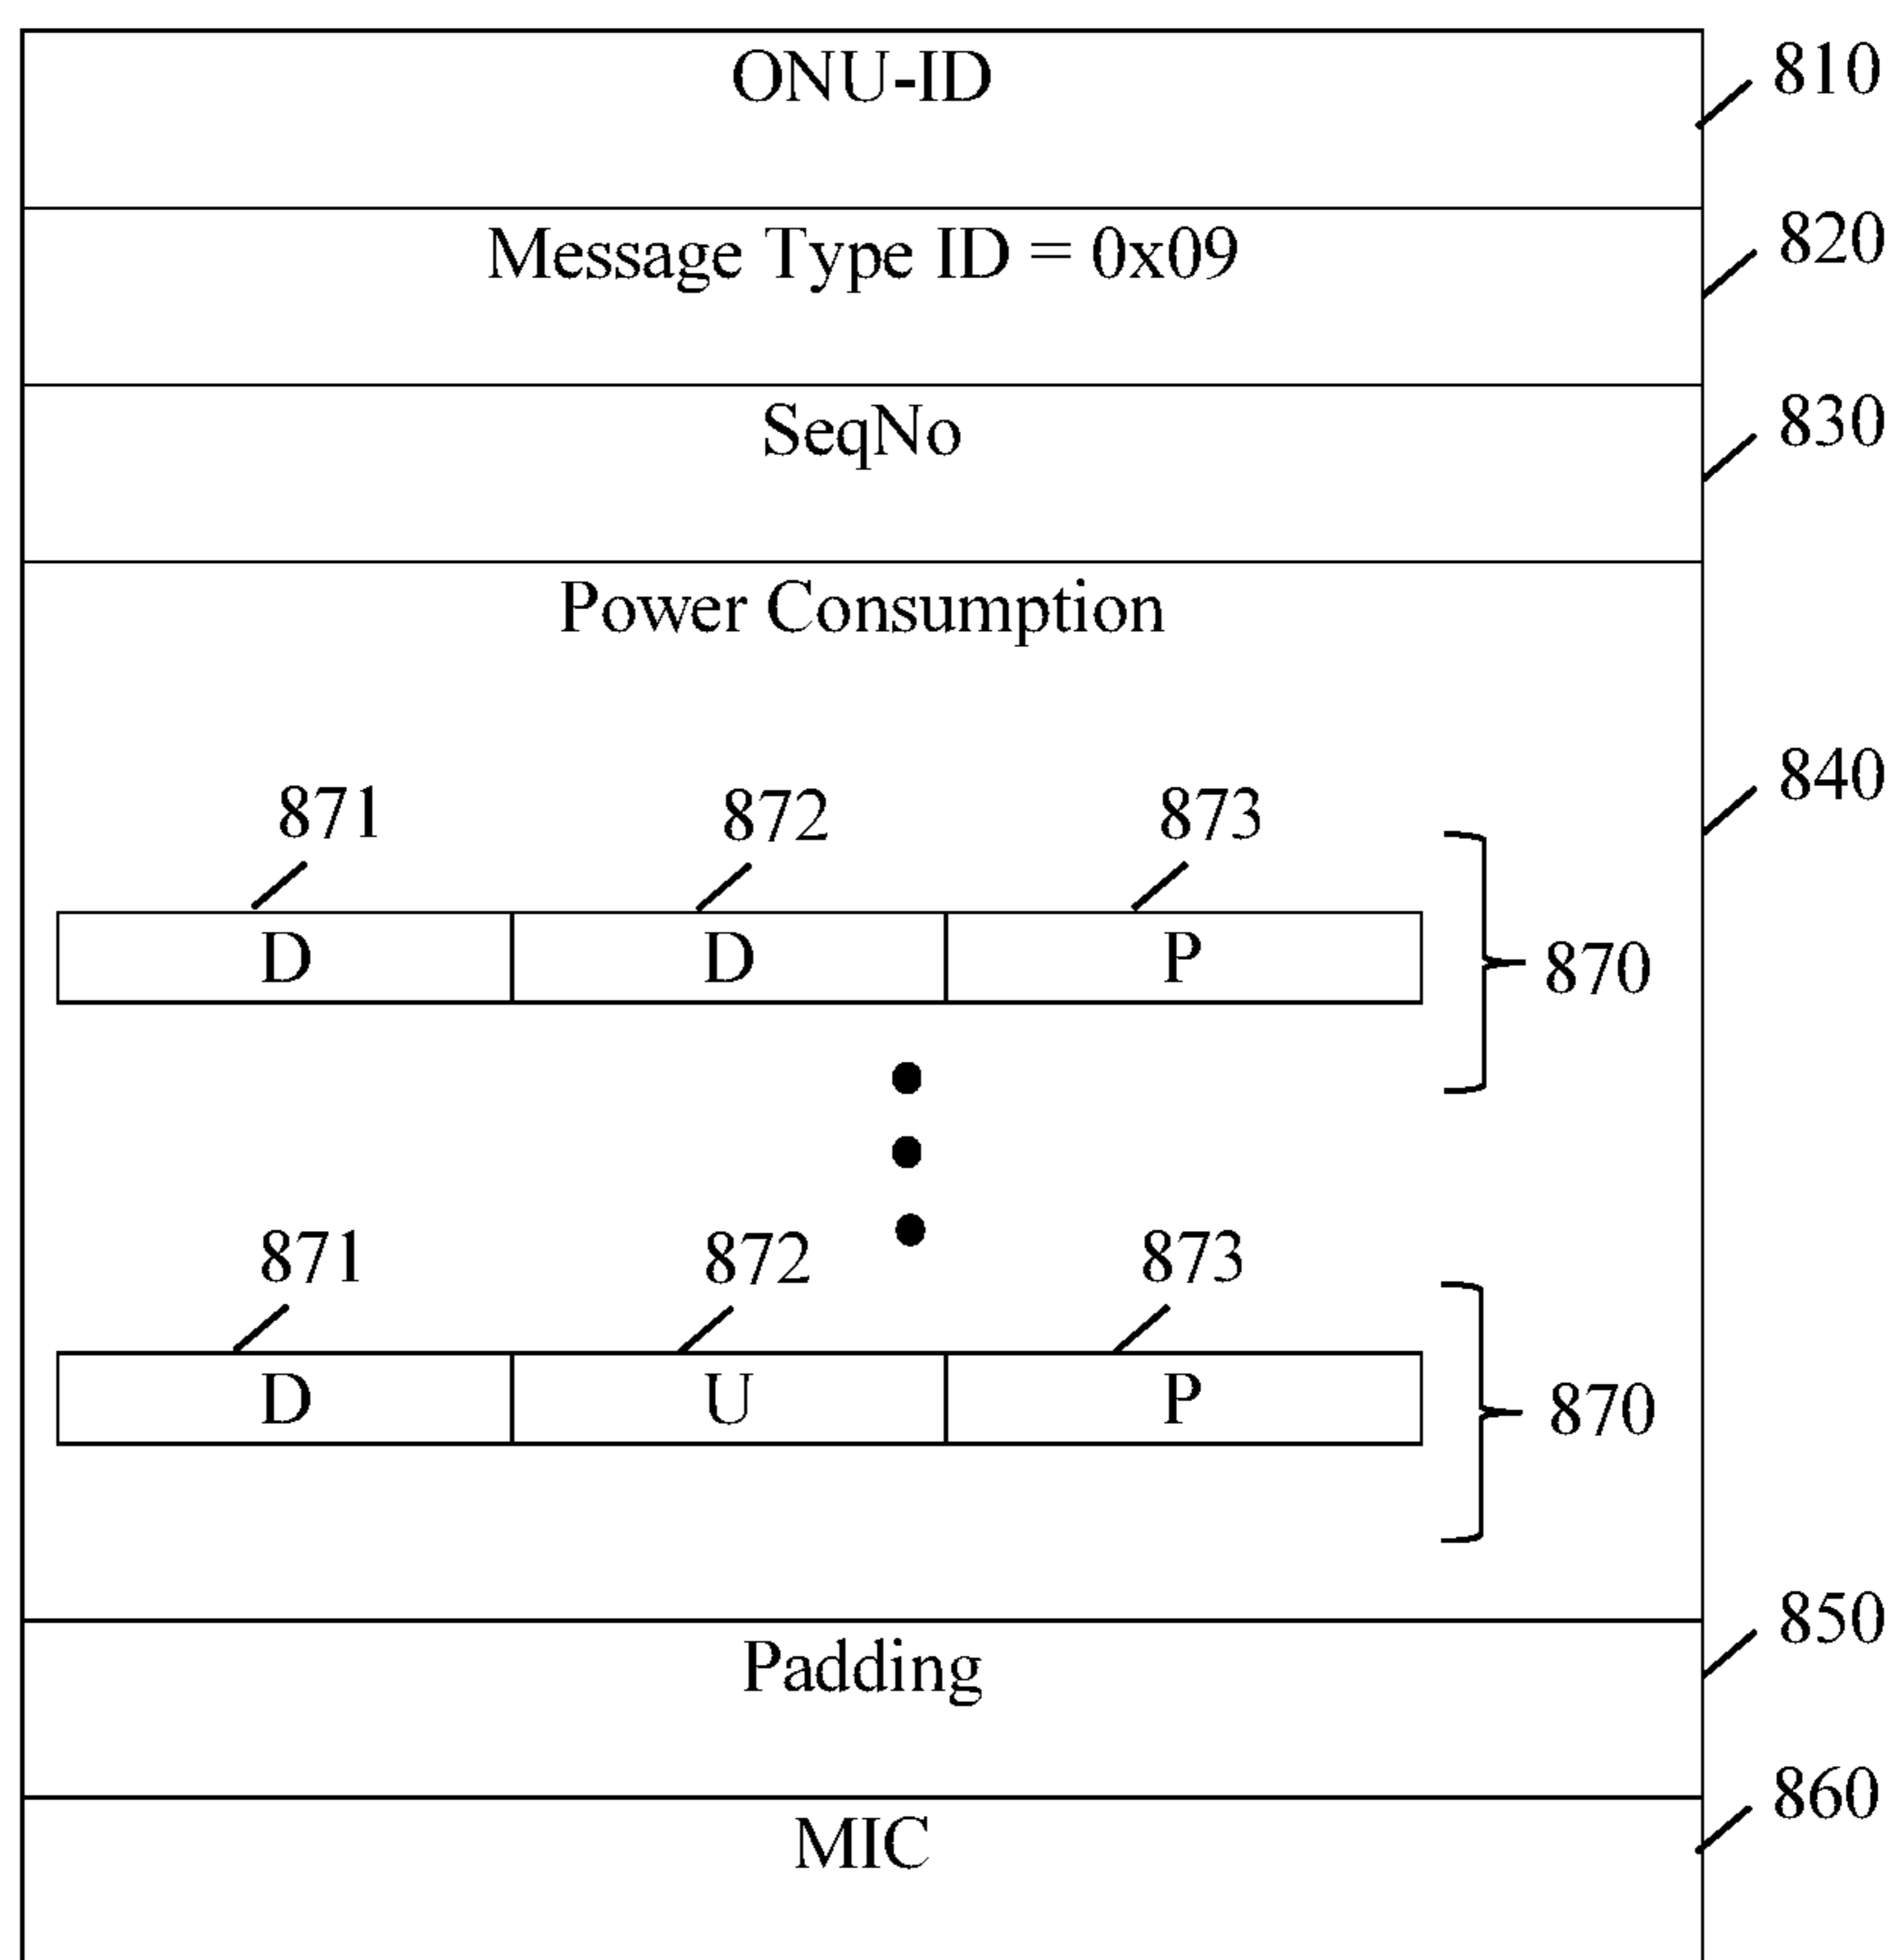 ONU-ID
810
Message Type ID = 0x09
820
SeqNo
830
Power Consumption
840
871 872 873
D D P
870
871 872 873
D U P
870
850
Padding
860
MIC